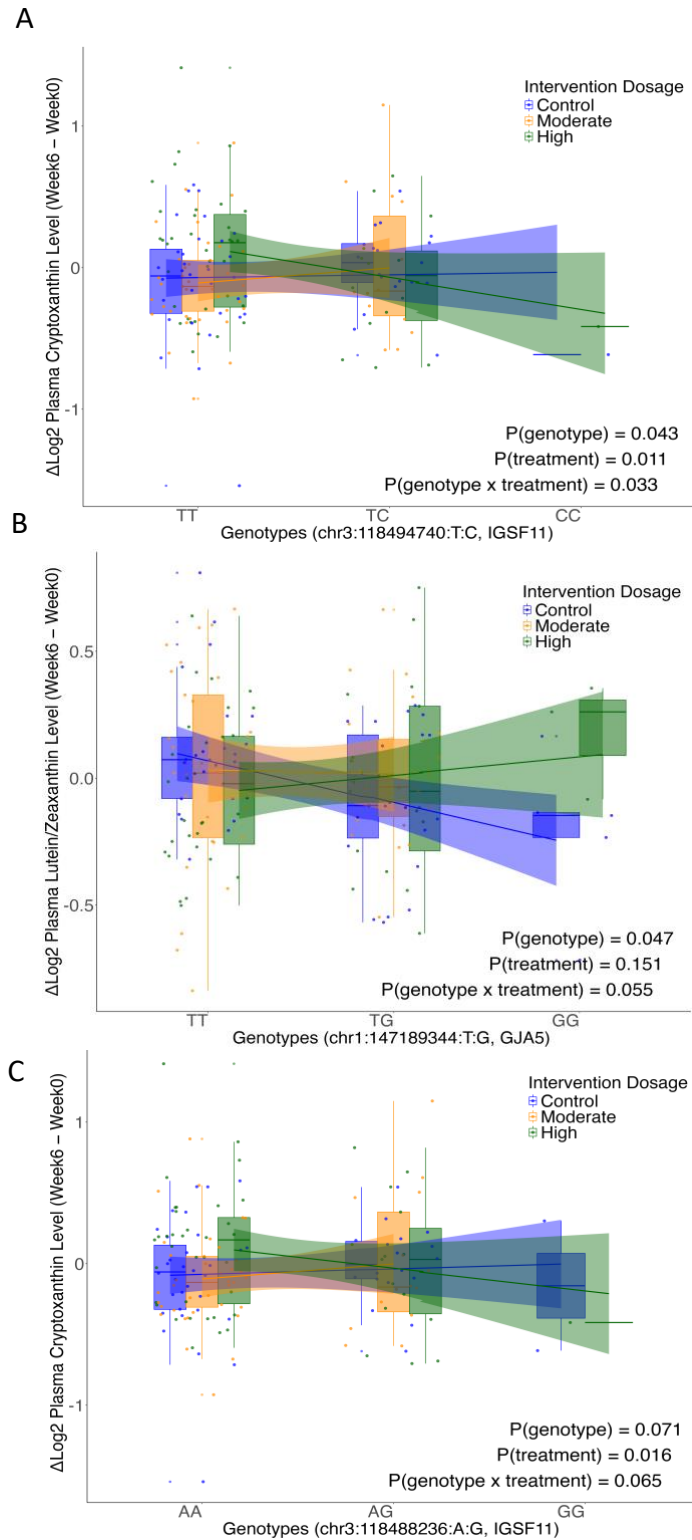 A
ΔLog2 Plasma Cryptoxanthin Level (Week6 – Week0)
Intervention Dosage
Control
Moderate
High
1
0
-1
P(genotype) = 0.043
P(treatment) = 0.011
P(genotype x treatment) = 0.033
TT TC CC
Genotypes (chr3:118494740:T:C, IGSF11)
B
ΔLog2 Plasma Lutein/Zeaxanthin Level (Week6 – Week0)
Intervention Dosage
Control
Moderate
High
0.5
0.0
-0.5
P(genotype) = 0.047
P(treatment) = 0.151
P(genotype x treatment) = 0.055
TT TG GG
Genotypes (chr1:147189344:T:G, GJA5)
C
ΔLog2 Plasma Cryptoxanthin Level (Week6 – Week0)
Intervention Dosage
Control
Moderate
High
1
0
-1
P(genotype) = 0.071
P(treatment) = 0.016
P(genotype x treatment) = 0.065
AA AG GG
Genotypes (chr3:118488236:A:G, IGSF11)